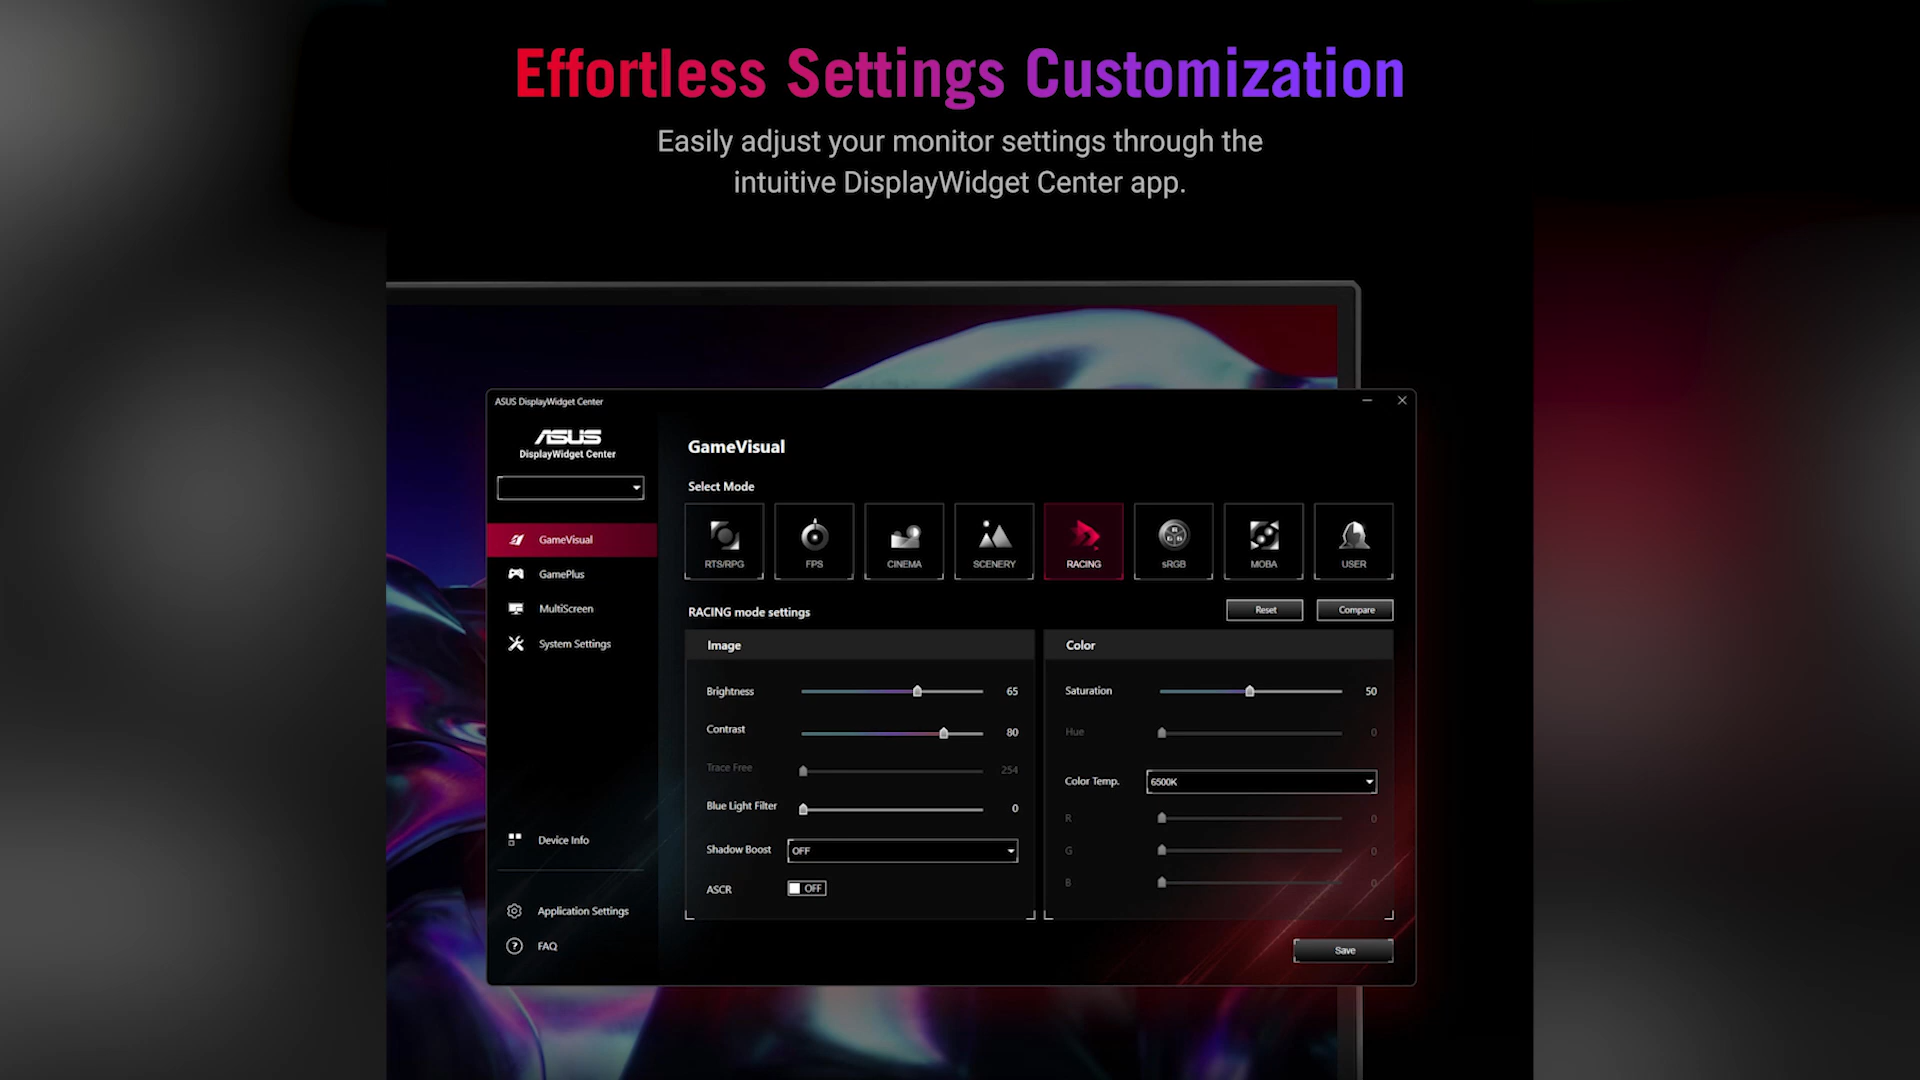 Effortless Settings Customization
Easily adjust your monitor settings through the
intuitive DisplayWidget Center app.
ASUS DisplayWidget Center
ASUS
DisplayWidget Center
GameVisual
GamePlus
MultiScreen
System Settings
Device Info
Application Settings
? FAQ
GameVisual
Select Mode
RTS/RPG FPS CINEMA SCENERY RACING sRGB MOBA USER
RACING mode settings
Reset Compare
Image
Brightness 65
Contrast 80
Trace Free 254
Blue Light Filter 0
Shadow Boost OFF
ASCR OFF
Color
Saturation 50
Hue 0
Color Temp. 6500K
R 0
G 0
B 0
Save